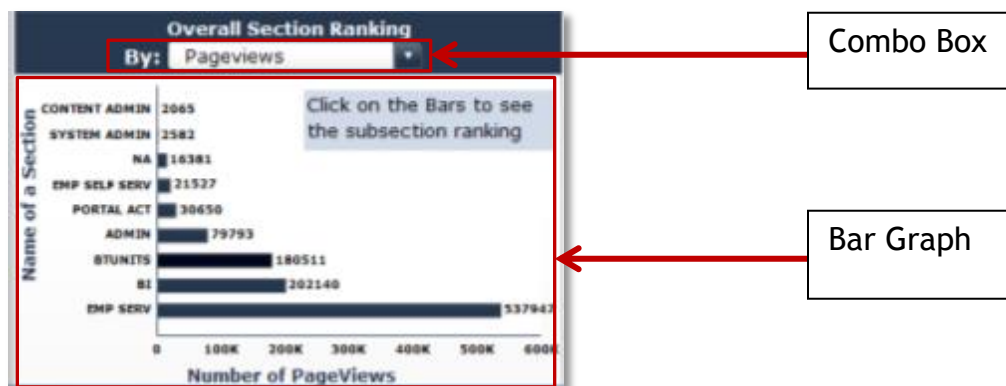 Overall Section Ranking
By: Pageviews
Combo Box
Click on the Bars to see
the subsection ranking
Name of a Section
CONTENT ADMIN 2065
SYSTEM ADMIN 2582
NA 16381
EMP SELF SERV 21527
PORTAL ACT 30650
ADMIN 79793
BTUNITS 180511
BI 202140
EMP SERV 537947
Bar Graph
0 100K 200K 300K 400K 500K 600K
Number of PageViews